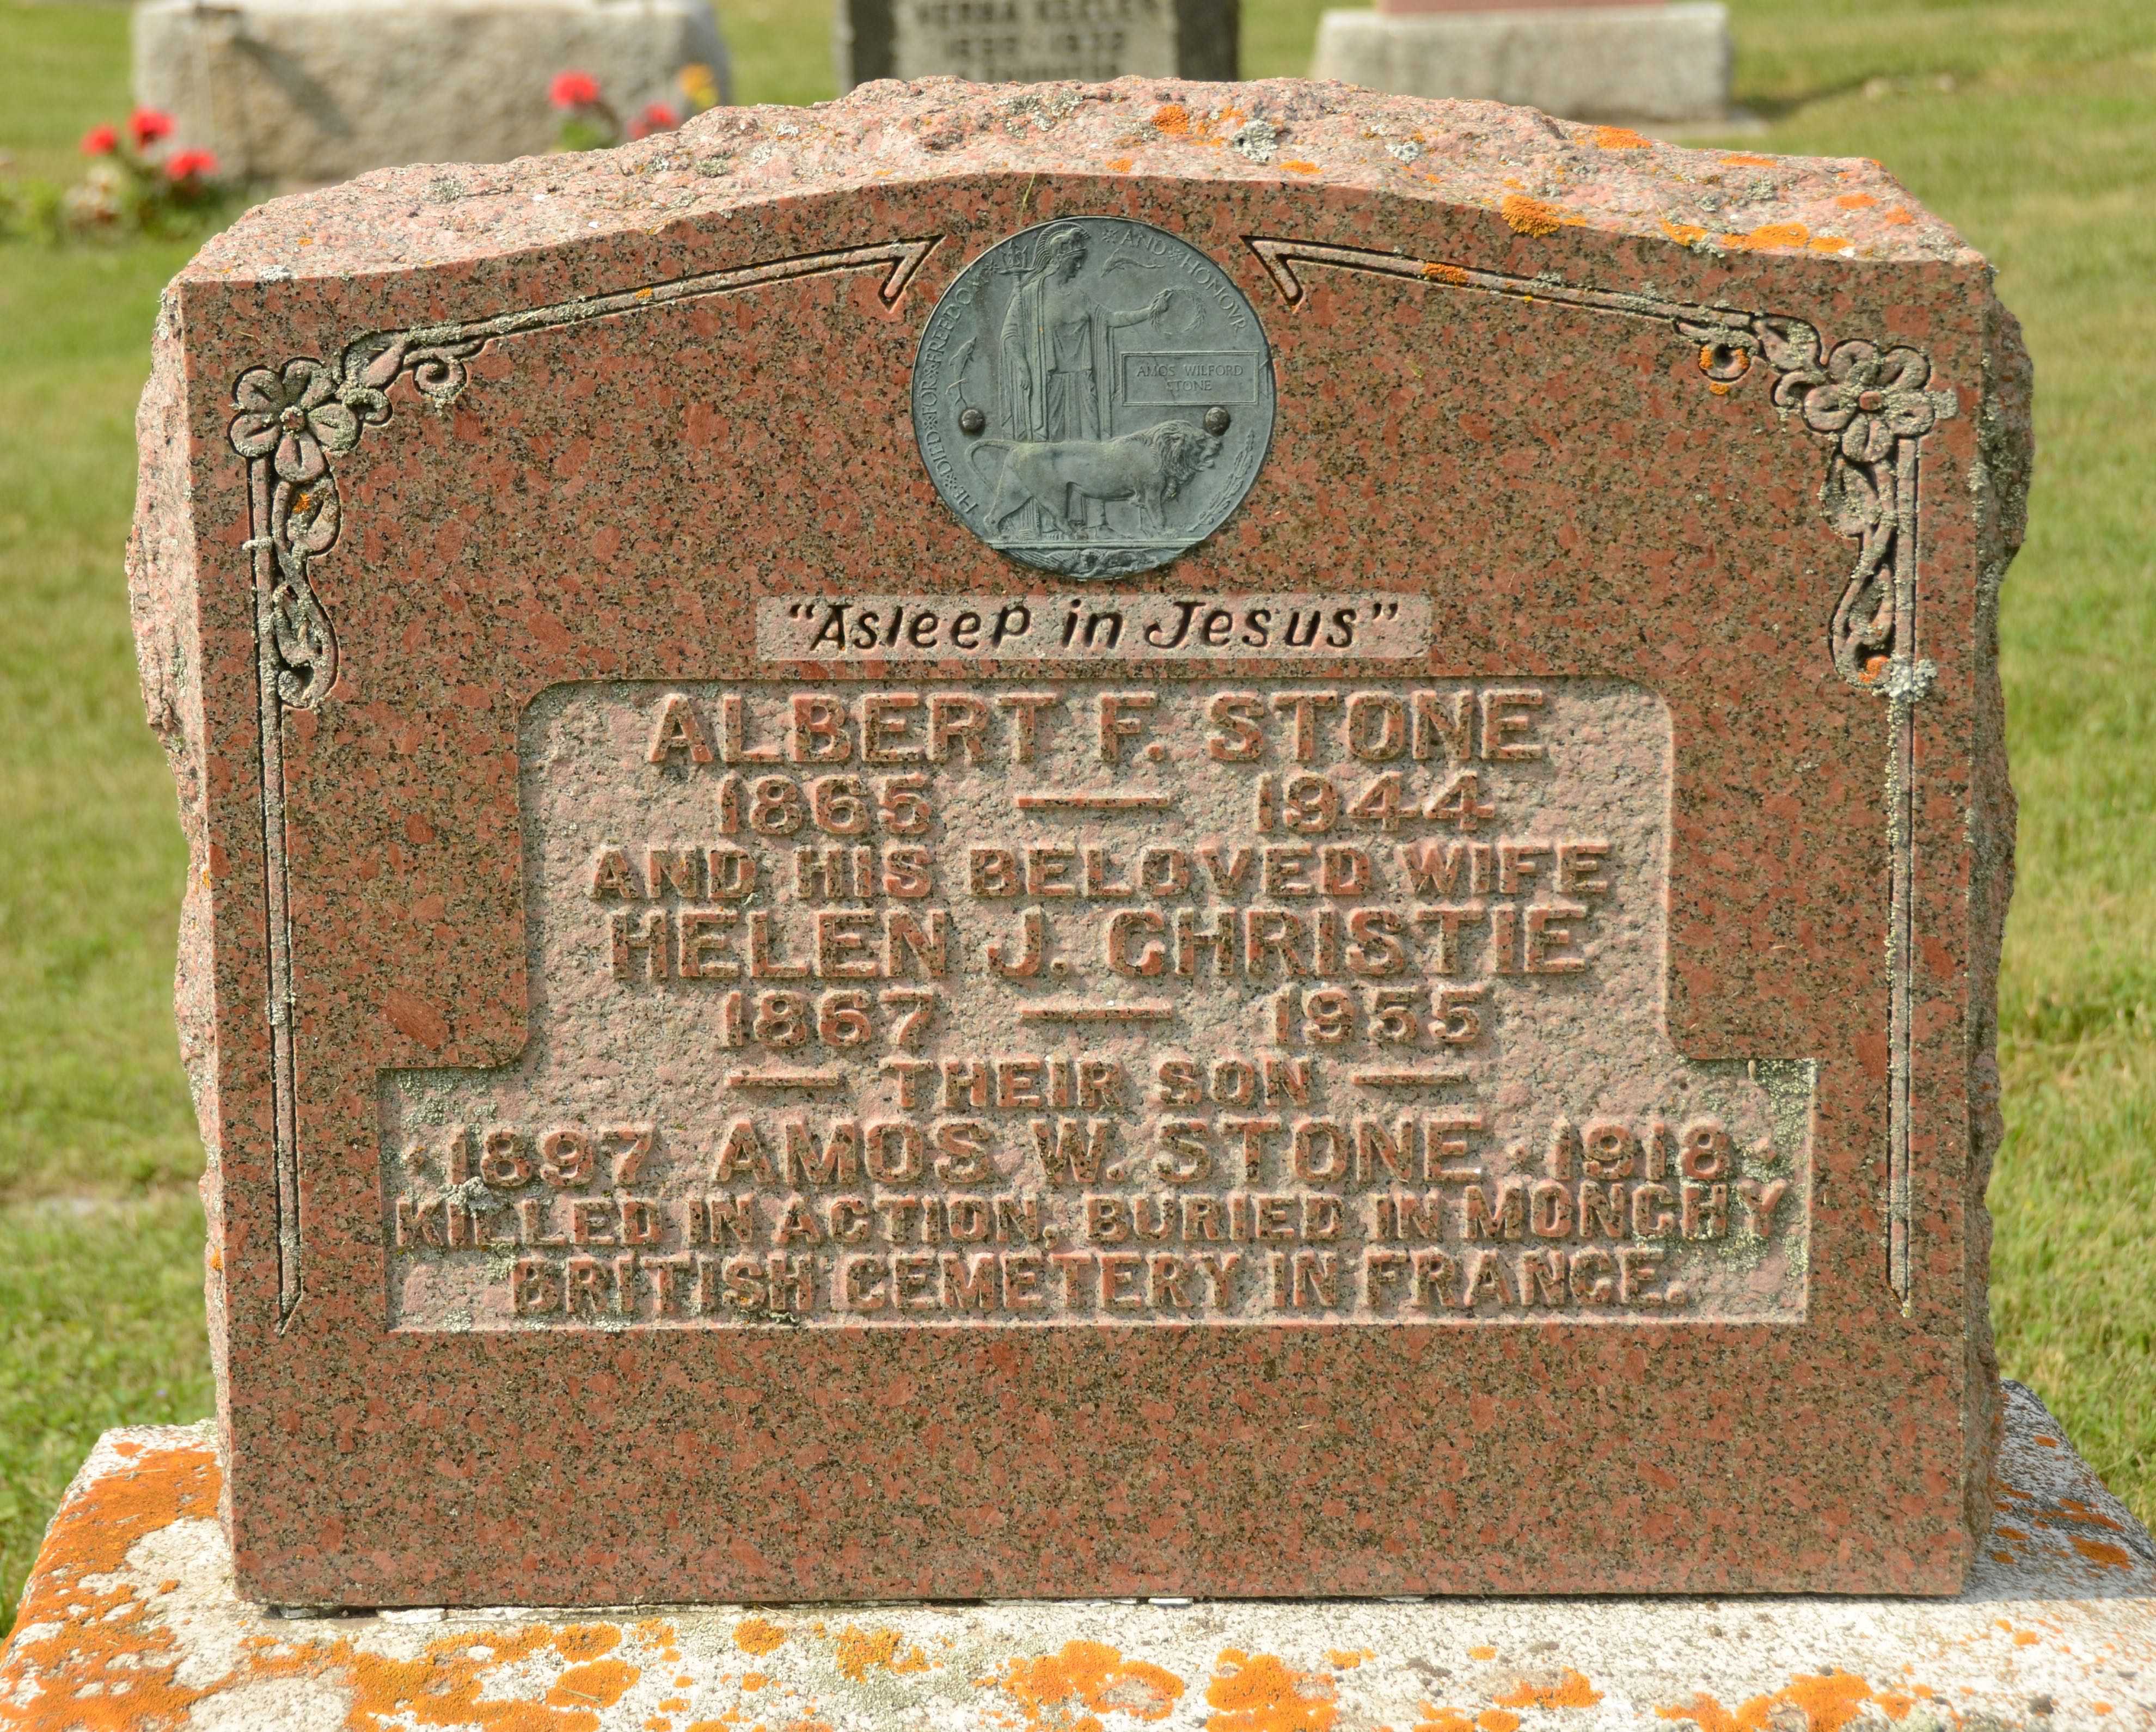 1932
HE DIED FOR FREEDOM AND HONOVR
AMOS WILFORD
STONE
"Asleep in Jesus"
ALBERT F. STONE
1865 — 1944
AND HIS BELOVED WIFE
HELEN J. CHRISTIE
1867 — 1955
— THEIR SON —
·1897 AMOS W. STONE·1918·
KILLED IN ACTION, BURIED IN MONCHY
BRITISH CEMETERY IN FRANCE.